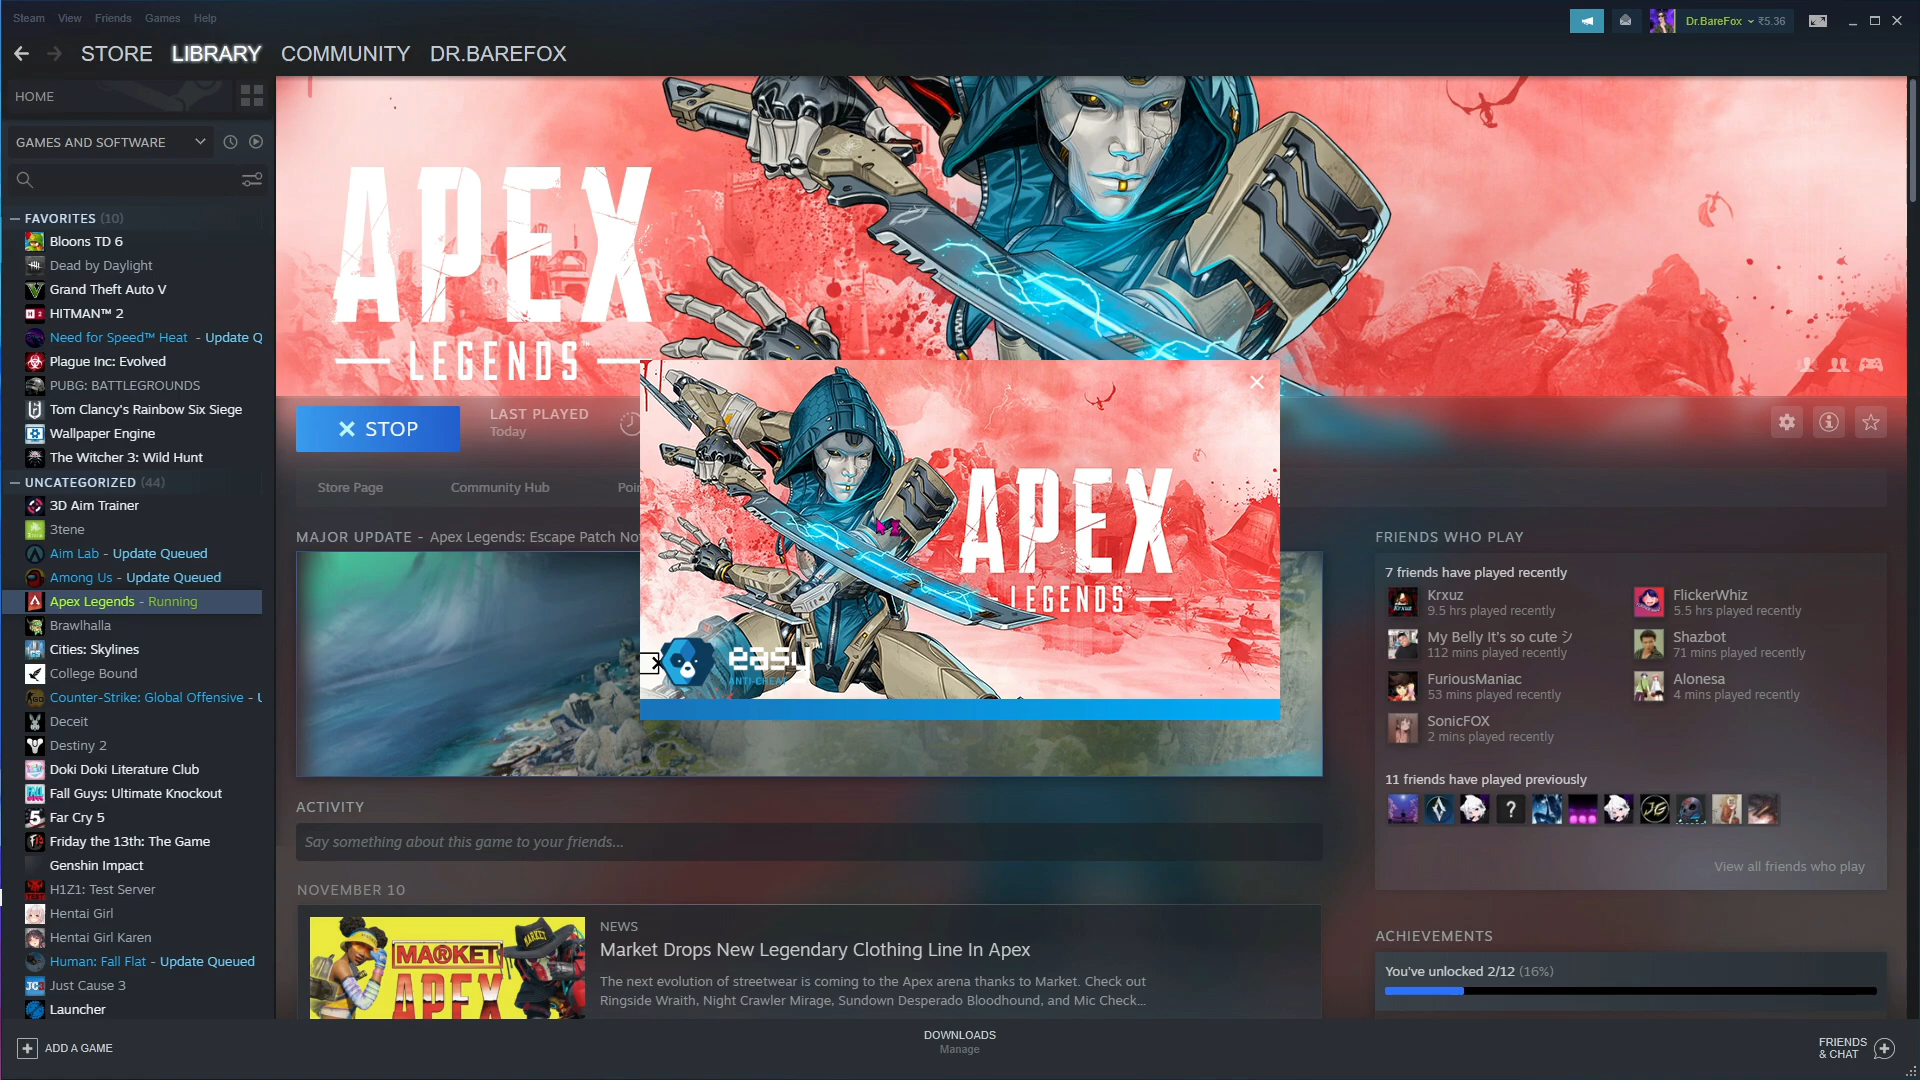 Steam View Friends Games Help
Dr.BareFox ₹5.36
STORE LIBRARY COMMUNITY DR.BAREFOX
HOME
GAMES AND SOFTWARE
FAVORITES (10)
Bloons TD 6
Dead by Daylight
Grand Theft Auto V
HITMAN™ 2
Need for Speed™ Heat - Update Q
Plague Inc: Evolved
PUBG: BATTLEGROUNDS
Tom Clancy's Rainbow Six Siege
Wallpaper Engine
The Witcher 3: Wild Hunt
UNCATEGORIZED (44)
3D Aim Trainer
3tene
Aim Lab - Update Queued
Among Us - Update Queued
Apex Legends - Running
Brawlhalla
Cities: Skylines
College Bound
Counter-Strike: Global Offensive - U
Deceit
Destiny 2
Doki Doki Literature Club
Fall Guys: Ultimate Knockout
Far Cry 5
Friday the 13th: The Game
Genshin Impact
H1Z1: Test Server
Hentai Girl
Hentai Girl Karen
Human: Fall Flat - Update Queued
Just Cause 3
Launcher
ADD A GAME
APEX
LEGENDS™
STOP
LAST PLAYED
Today
Store Page
Community Hub
Poin
MAJOR UPDATE - Apex Legends: Escape Patch Not
APEX
LEGENDS
easy™
ANTI-CHEAT
ACTIVITY
Say something about this game to your friends...
NOVEMBER 10
MARKET
APEX
MARKET
NEWS
Market Drops New Legendary Clothing Line In Apex
The next evolution of streetwear is coming to the Apex arena thanks to Market. Check out
Ringside Wraith, Night Crawler Mirage, Sundown Desperado Bloodhound, and Mic Check...
FRIENDS WHO PLAY
7 friends have played recently
Krxuz
9.5 hrs played recently
FlickerWhiz
5.5 hrs played recently
My Belly It's so cute シ
112 mins played recently
Shazbot
71 mins played recently
FuriousManiac
53 mins played recently
Alonesa
4 mins played recently
SonicFOX
2 mins played recently
11 friends have played previously
View all friends who play
ACHIEVEMENTS
You've unlocked 2/12 (16%)
DOWNLOADS
Manage
FRIENDS
& CHAT